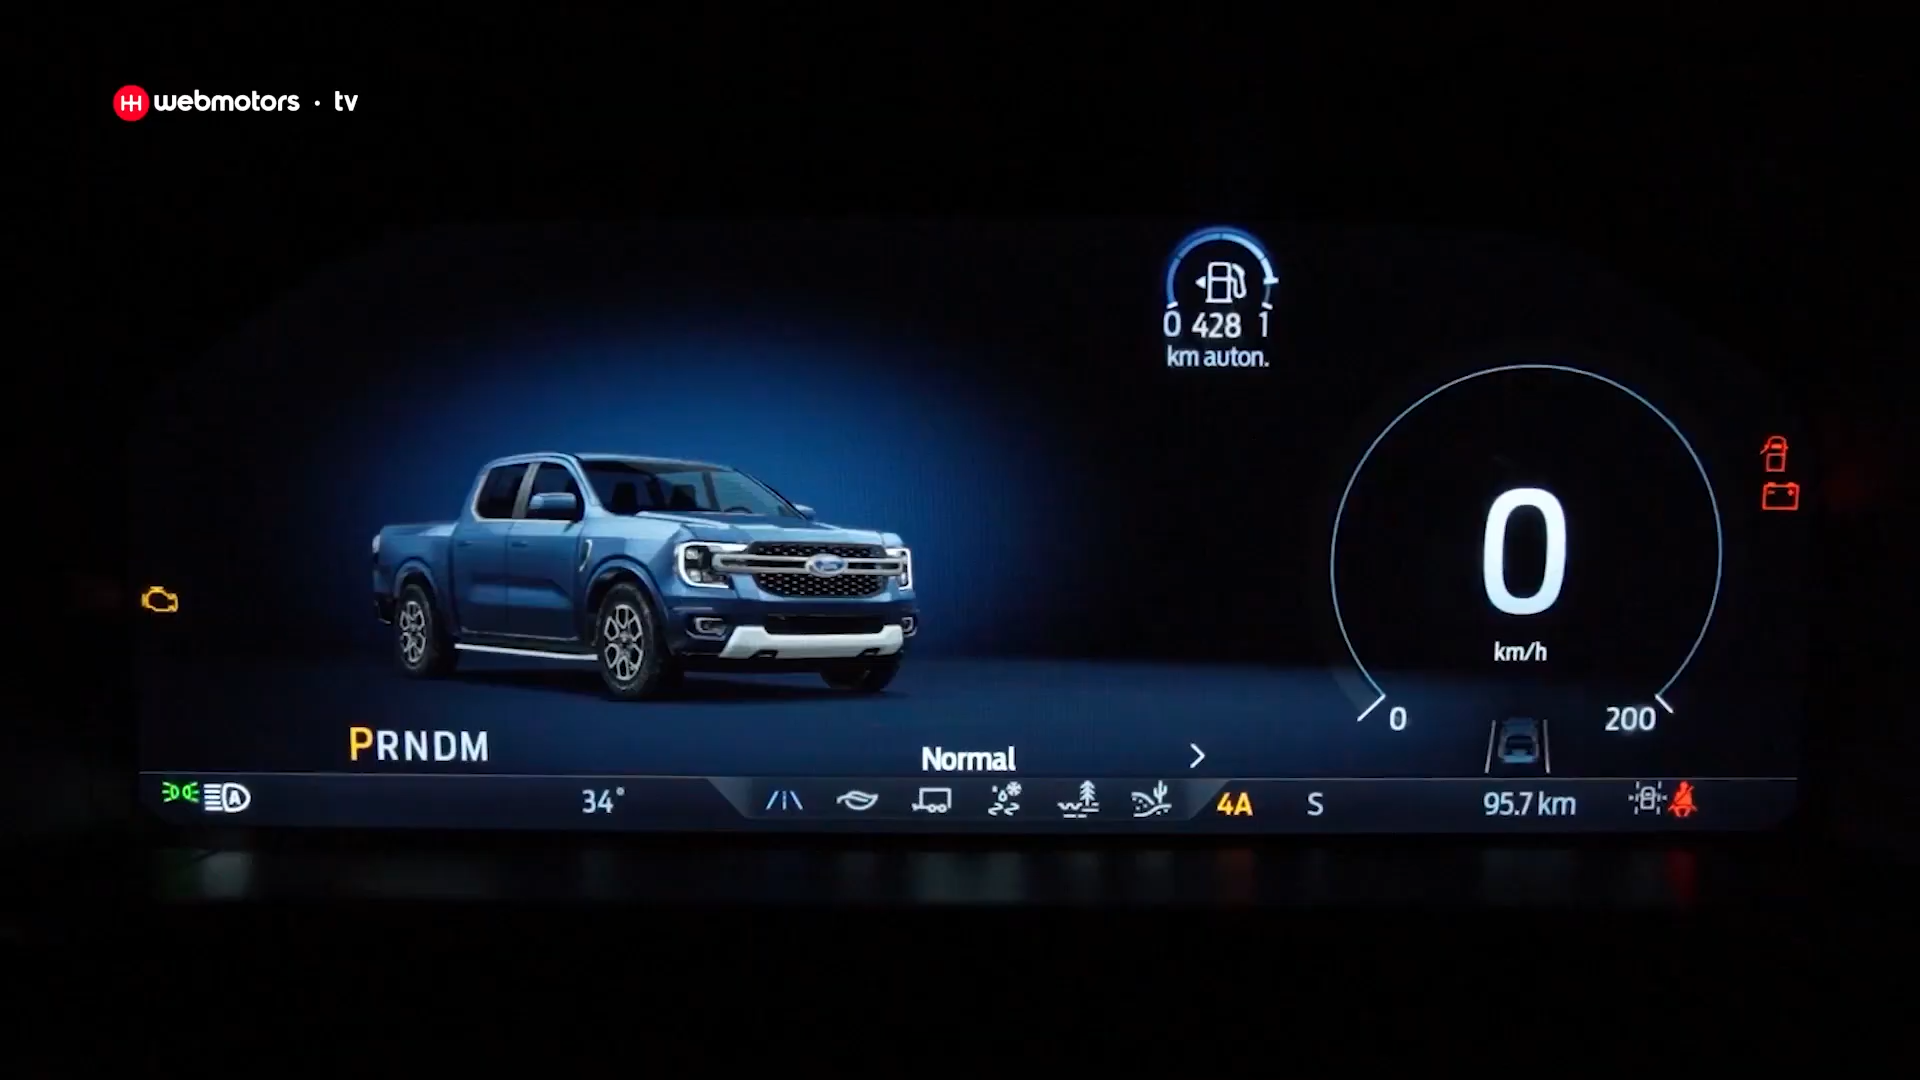 webmotors . tv
0 428 1
km auton.
0
km/h
0 200
PRNDM
Normal
A
34°
4A
S
95.7 km